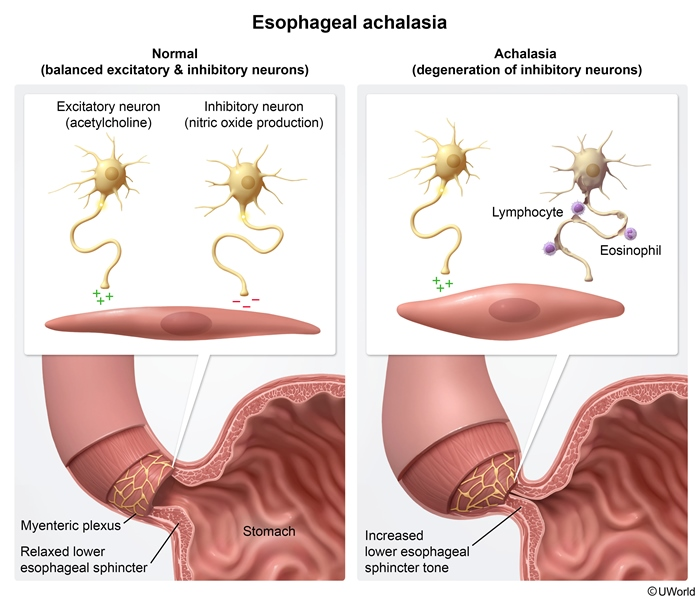 Esophageal achalasia
Normal
(balanced excitatory & inhibitory neurons)
Excitatory neuron
(acetylcholine)
Inhibitory neuron
(nitric oxide production)
+ + +
− − −
Myenteric plexus
Relaxed lower
esophageal sphincter
Stomach
Achalasia
(degeneration of inhibitory neurons)
Lymphocyte
Eosinophil
+ + +
Increased
lower esophageal
sphincter tone
©UWorld